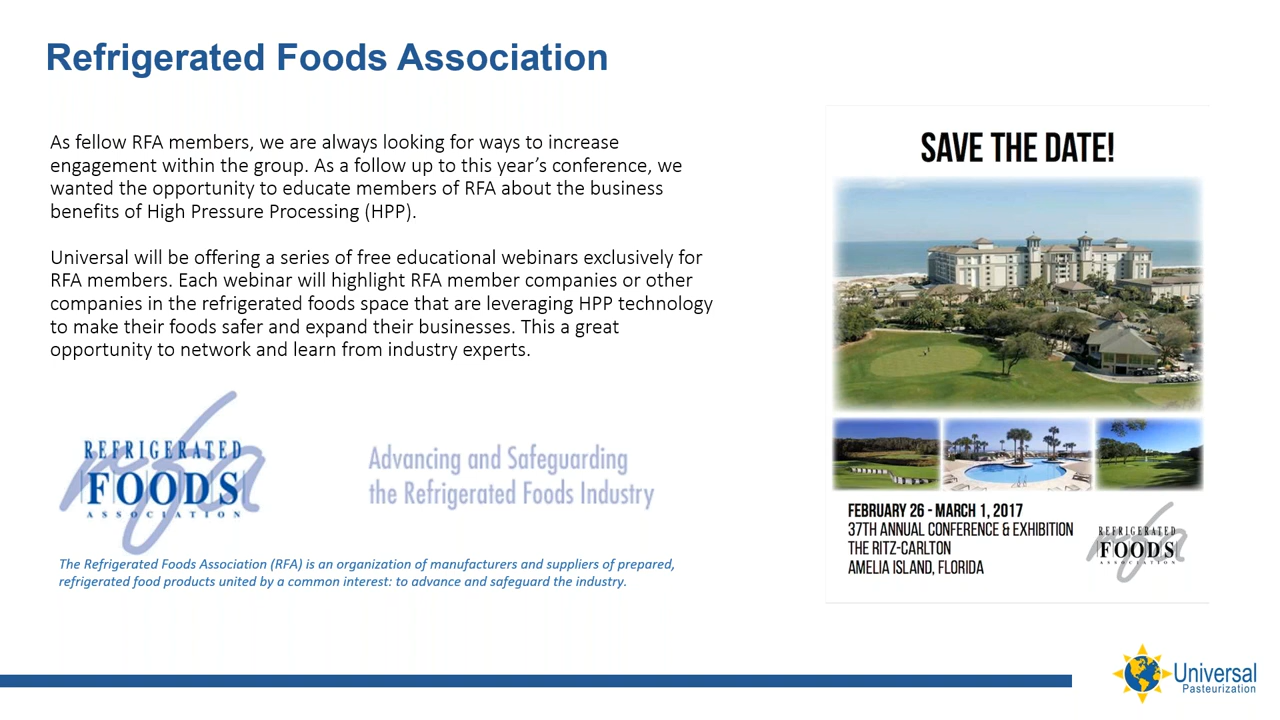 Refrigerated Foods Association
As fellow RFA members, we are always looking for ways to increase
engagement within the group. As a follow up to this year’s conference, we
wanted the opportunity to educate members of RFA about the business
benefits of High Pressure Processing (HPP).
Universal will be offering a series of free educational webinars exclusively for
RFA members. Each webinar will highlight RFA member companies or other
companies in the refrigerated foods space that are leveraging HPP technology
to make their foods safer and expand their businesses. This a great
opportunity to network and learn from industry experts.
rfa
REFRIGERATED
FOODS
ASSOCIATION
Advancing and Safeguarding
the Refrigerated Foods Industry
The Refrigerated Foods Association (RFA) is an organization of manufacturers and suppliers of prepared,
refrigerated food products united by a common interest: to advance and safeguard the industry.
SAVE THE DATE!
FEBRUARY 26 - MARCH 1, 2017
37TH ANNUAL CONFERENCE & EXHIBITION
THE RITZ-CARLTON
AMELIA ISLAND, FLORIDA
rfa
REFRIGERATED
FOODS
ASSOCIATION
Universal
Pasteurization